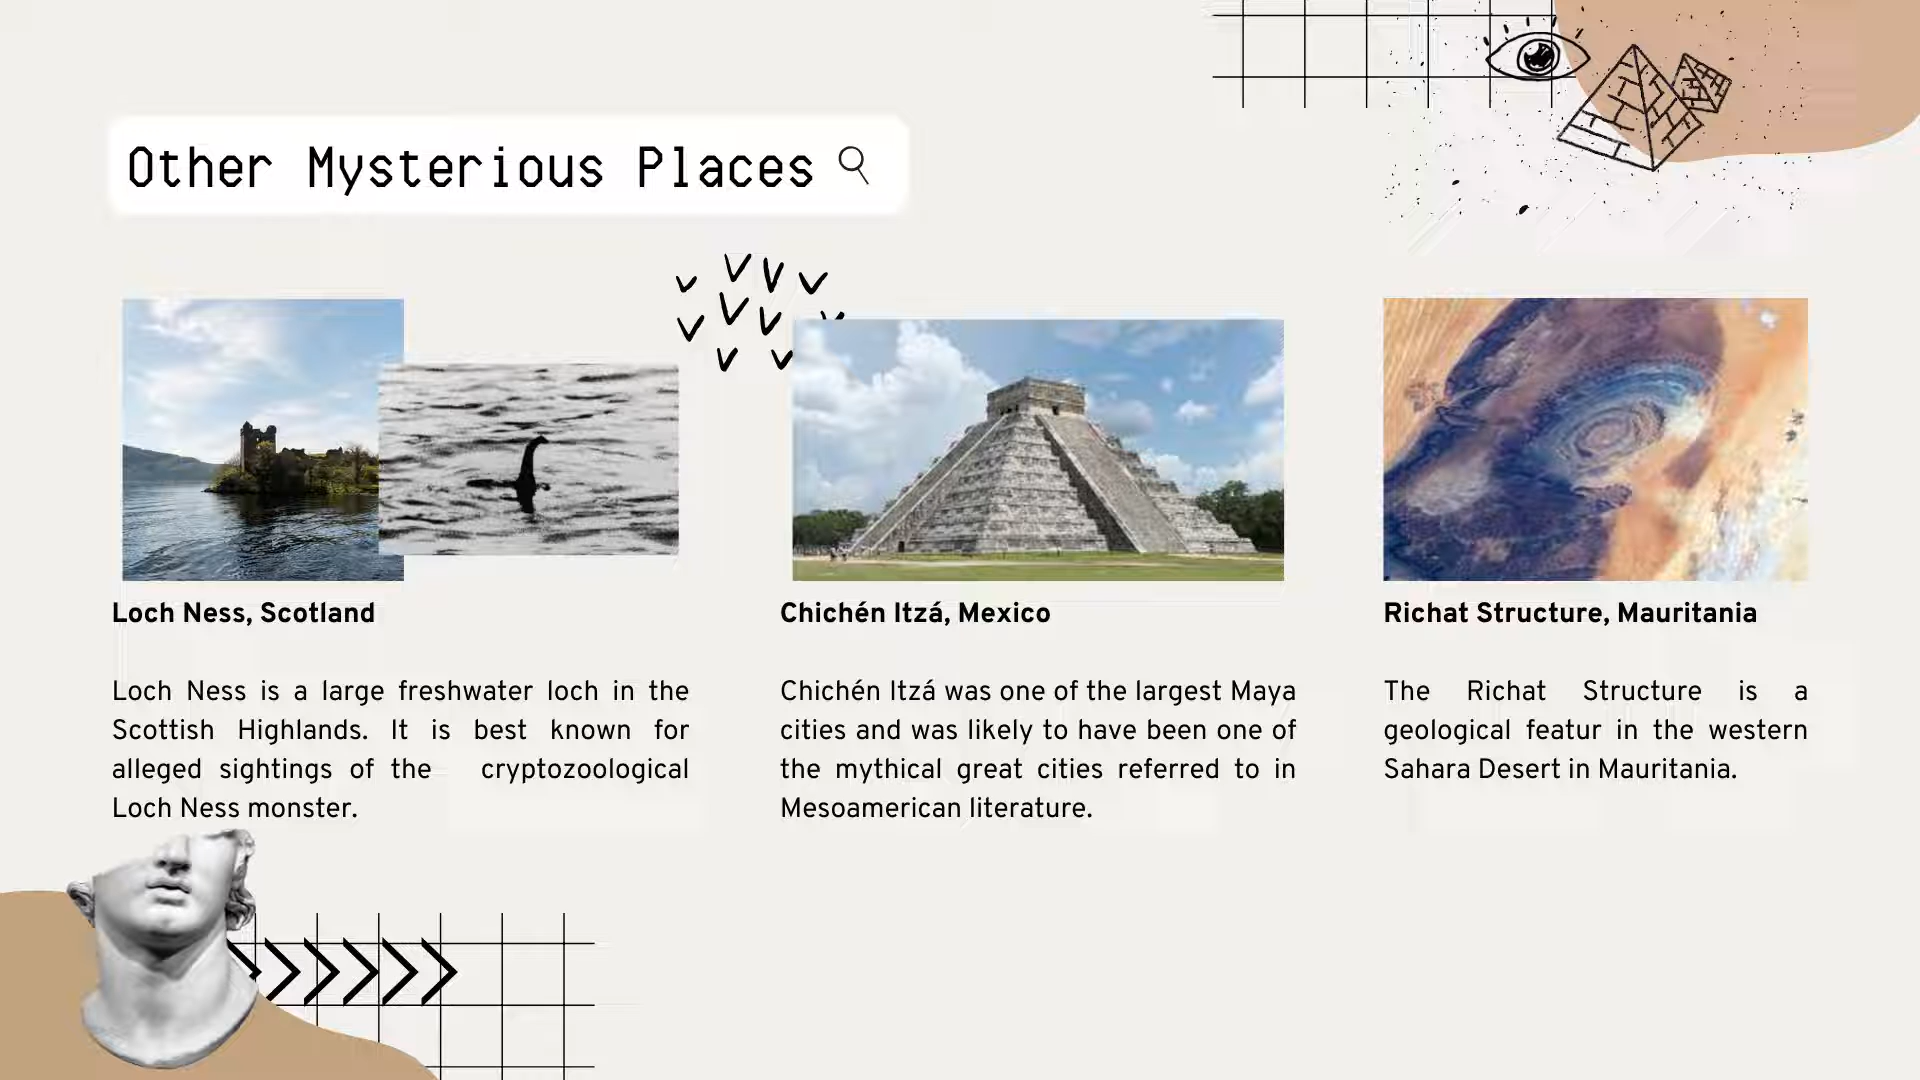 Other Mysterious Places
Loch Ness, Scotland
Loch Ness is a large freshwater loch in the
Scottish Highlands. It is best known for
alleged sightings of the cryptozoological
Loch Ness monster.
Chichén Itzá, Mexico
Chichén Itzá was one of the largest Maya
cities and was likely to have been one of
the mythical great cities referred to in
Mesoamerican literature.
Richat Structure, Mauritania
The Richat Structure is a
geological featur in the western
Sahara Desert in Mauritania.